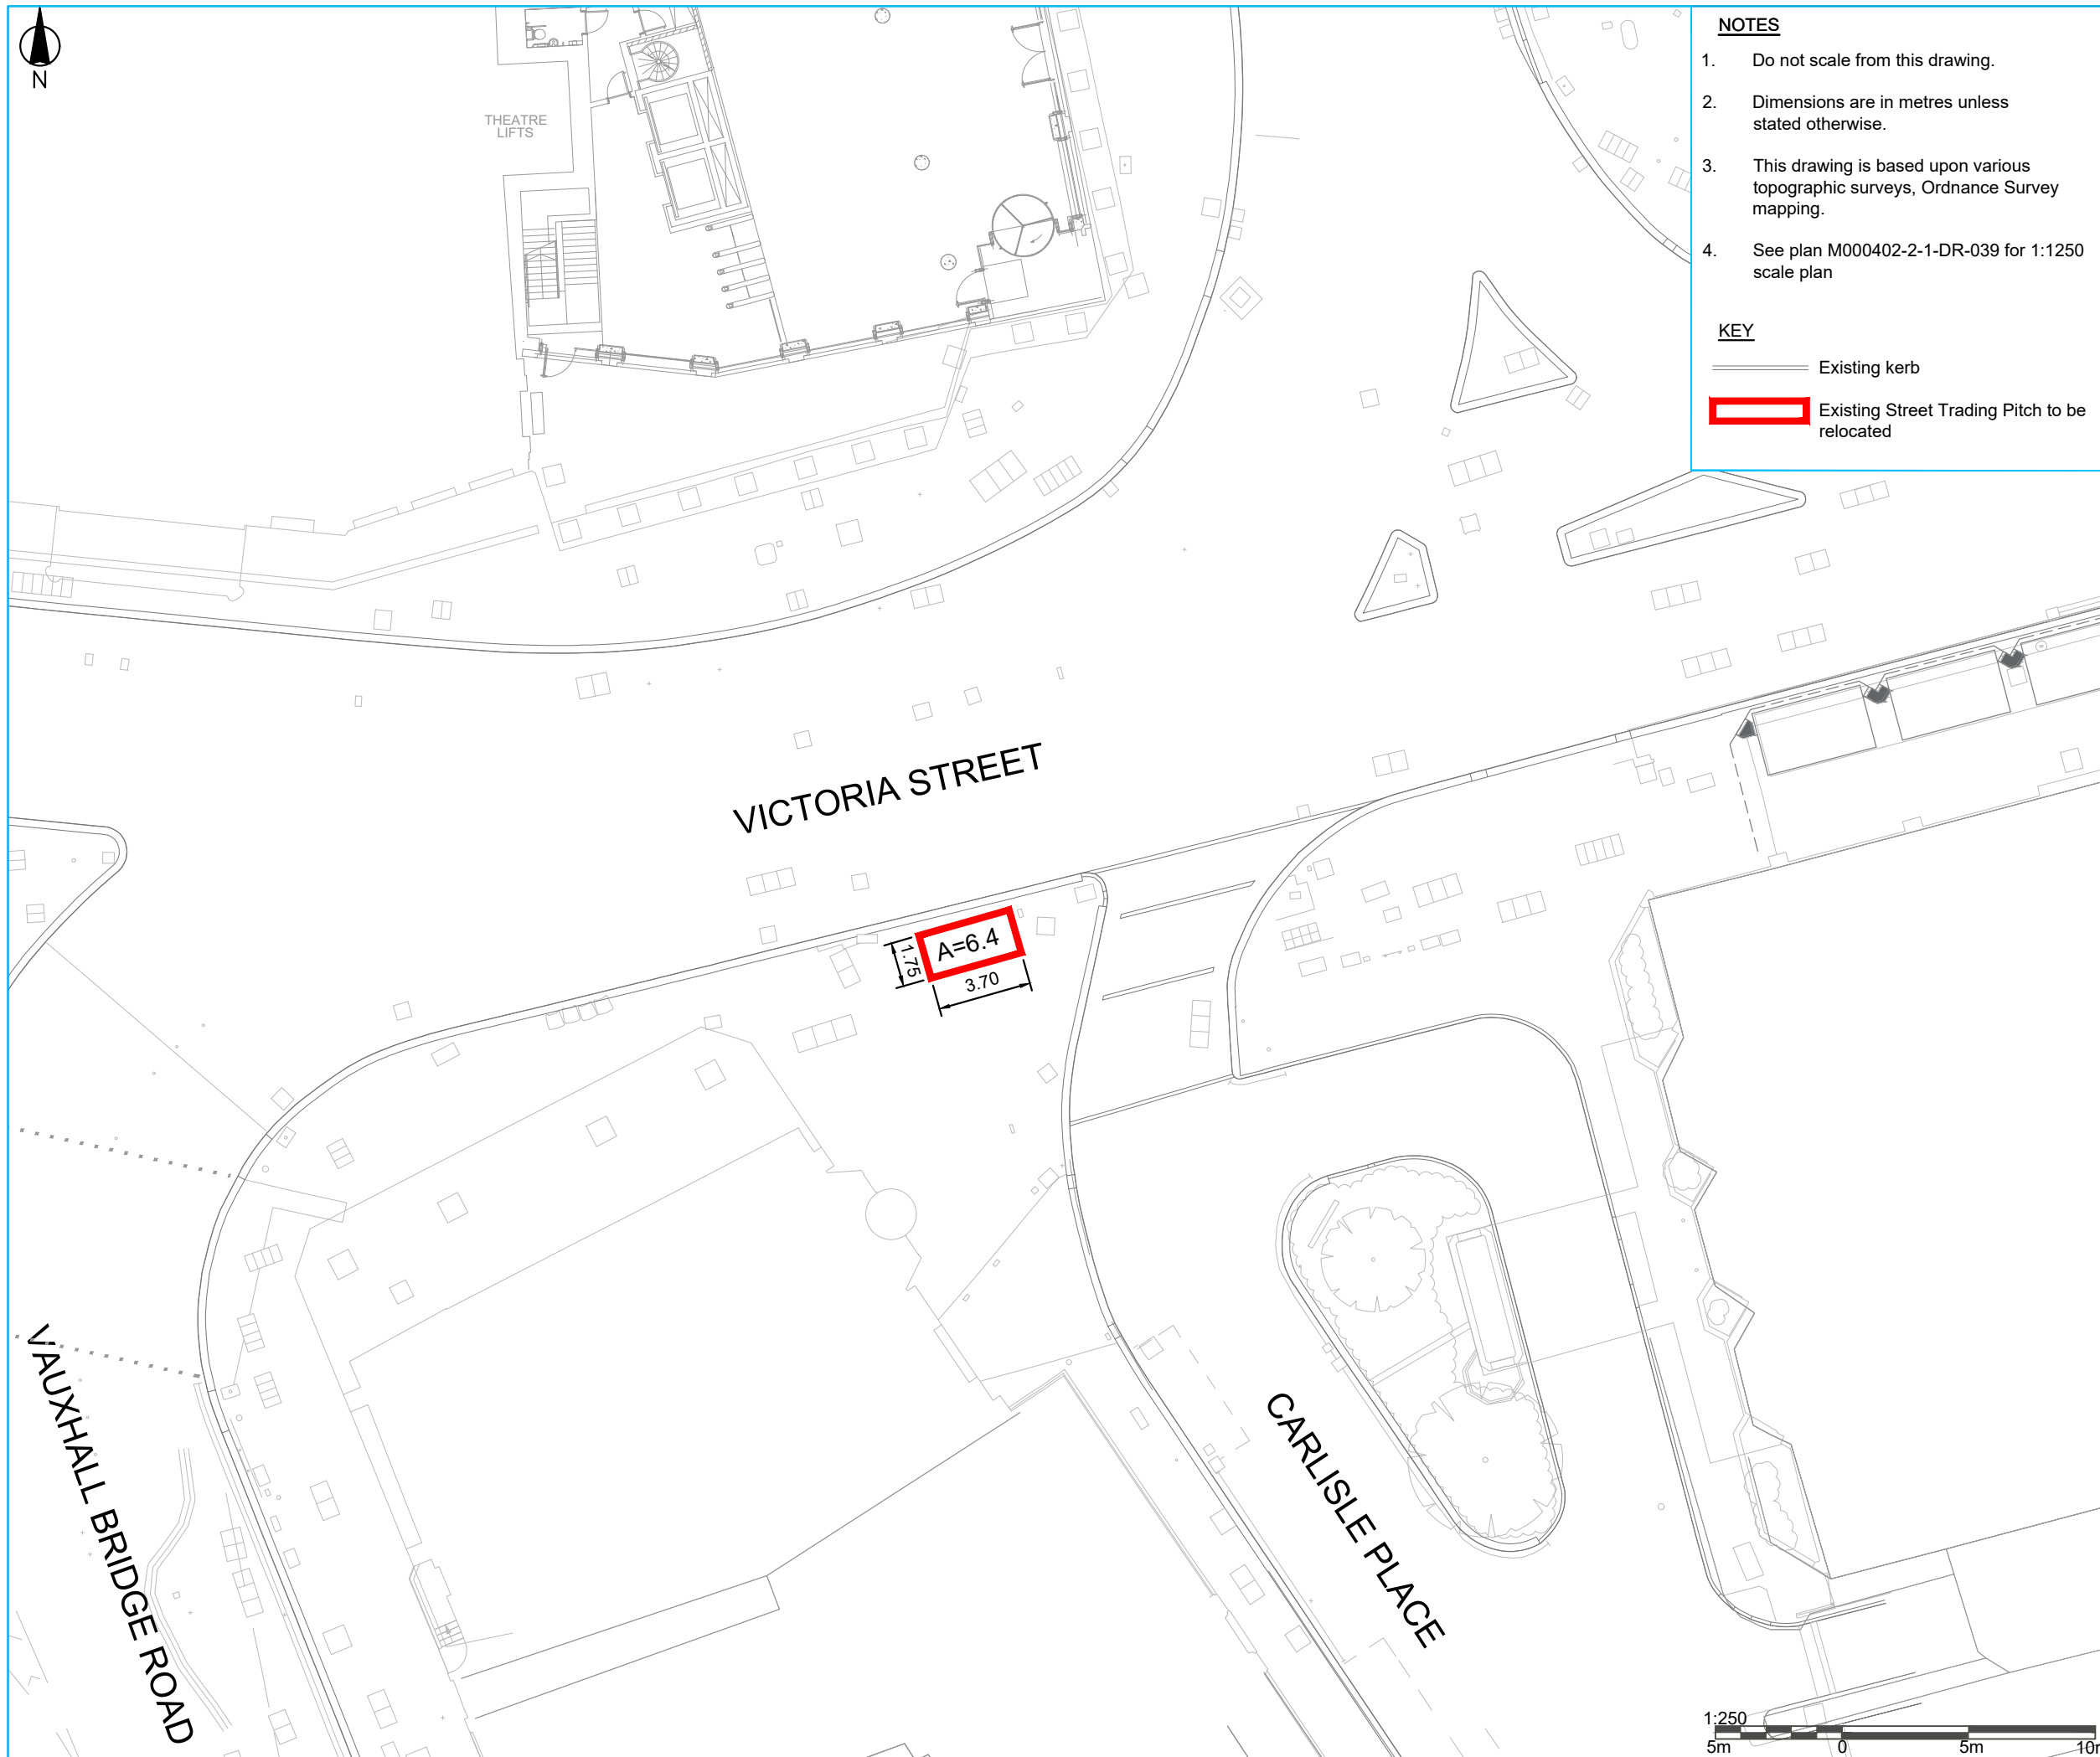 N
THEATRE
LIFTS
NOTES
1. Do not scale from this drawing.
2. Dimensions are in metres unless
stated otherwise.
3. This drawing is based upon various
topographic surveys, Ordnance Survey
mapping.
4. See plan M000402-2-1-DR-039 for 1:1250
scale plan
KEY
Existing kerb
Existing Street Trading Pitch to be
relocated
VICTORIA STREET
A=6.4
1.75
3.70
VAUXHALL BRIDGE ROAD
CARLISLE PLACE
1:250
5m 0 5m 10m